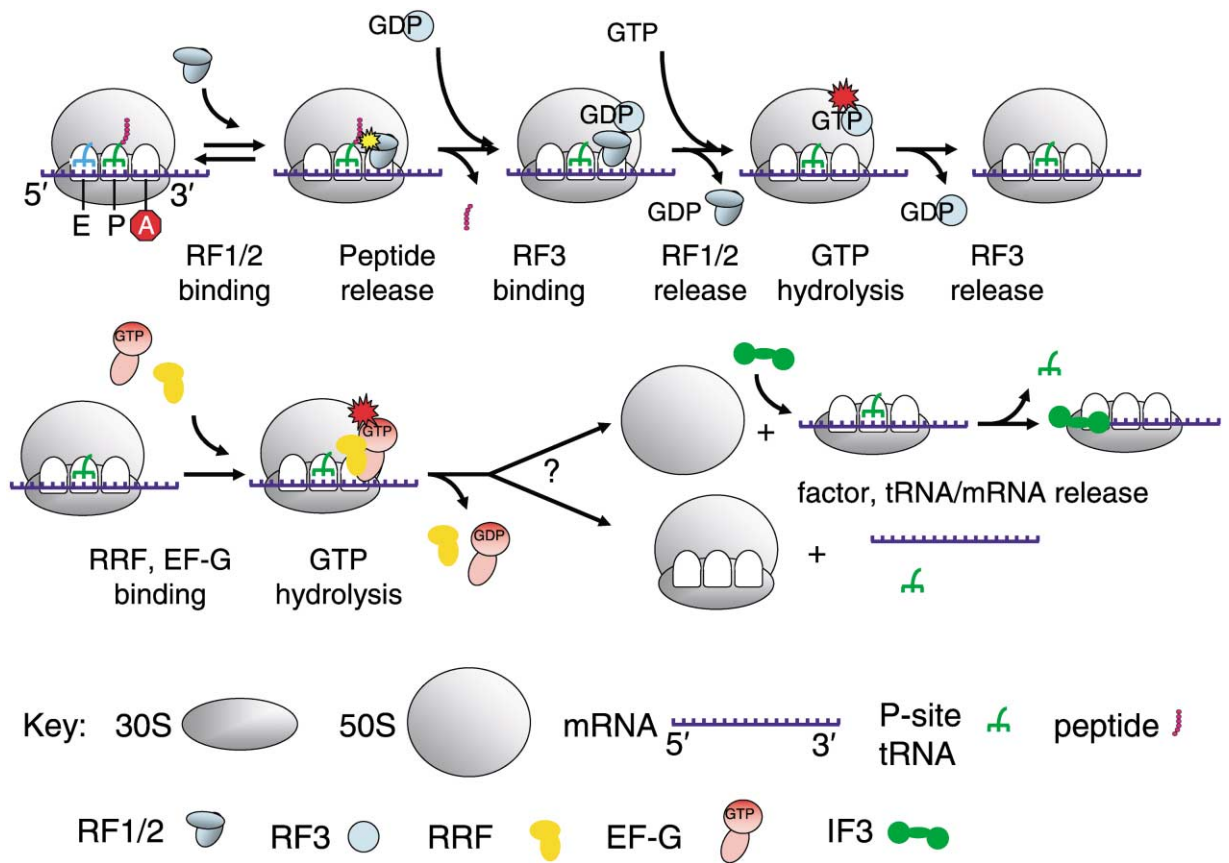 GDP
GTP
GDP
GTP
5′ 3′
E P A
GDP
GDP
RF1/2 binding
Peptide release
RF3 binding
RF1/2 release
GTP hydrolysis
RF3 release
GTP
GTP
?
+
GDP
factor, tRNA/mRNA release
+
RRF, EF-G binding
GTP hydrolysis
Key: 30S 50S mRNA 5′ 3′ P-site tRNA peptide
RF1/2 RF3 RRF EF-G GTP IF3